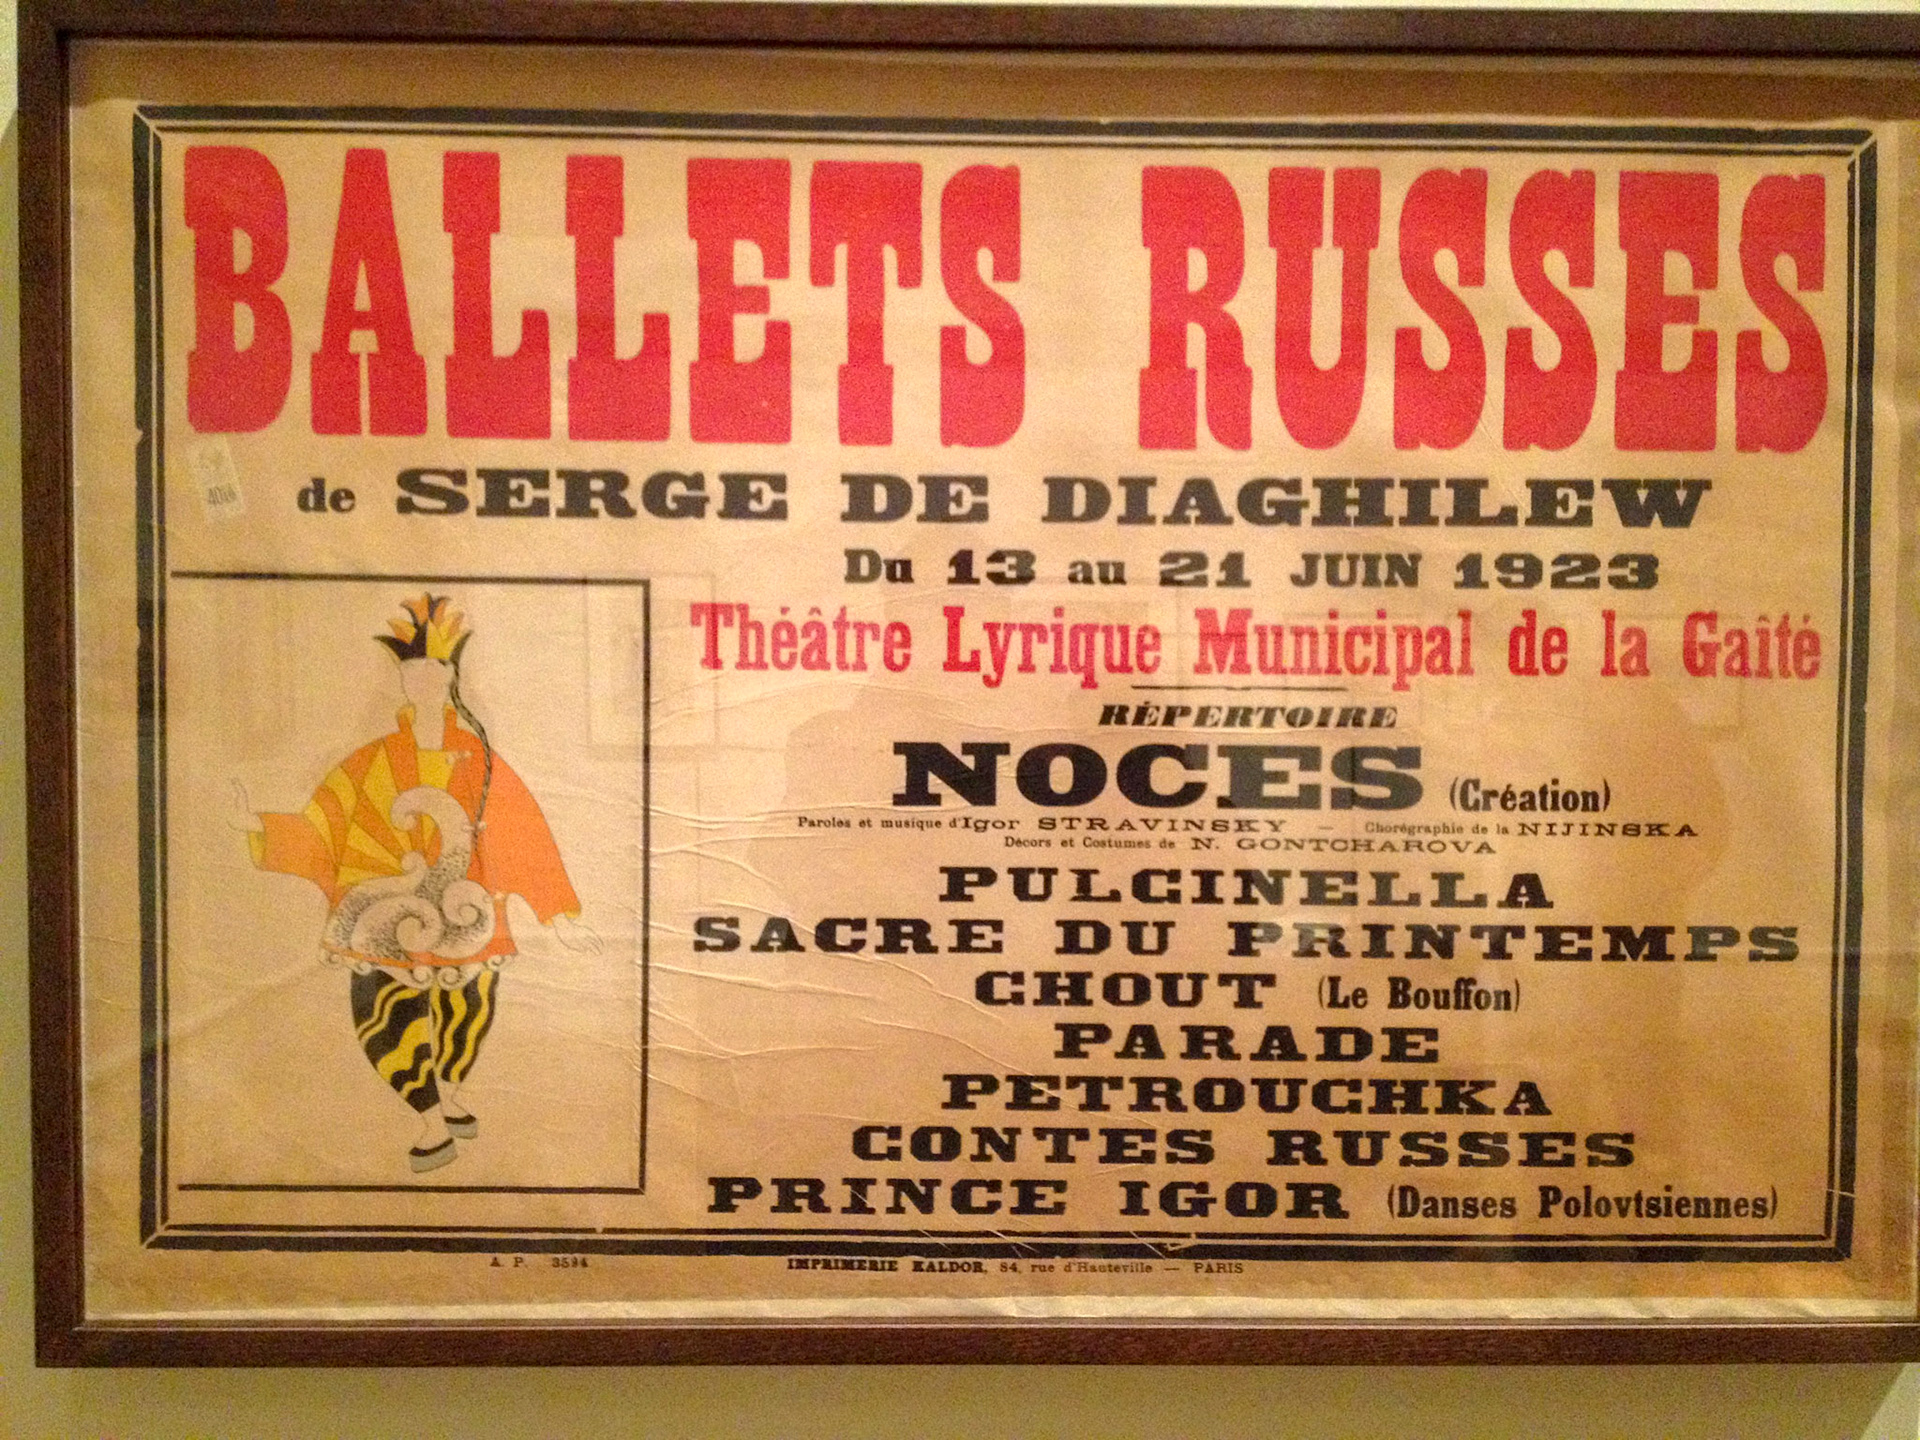 BALLETS RUSSES
de SERGE DE DIAGHILEW
Du 13 au 21 JUIN 1923
Théâtre Lyrique Municipal de la Gaîté
RÉPERTOIRE
NOCES (Création)
Paroles et musique d'Igor STRAVINSKY — Chorégraphie de la NIJINSKA
Décors et Costumes de N. GONTCHAROVA
PULCINELLA
SACRE DU PRINTEMPS
CHOUT (Le Bouffon)
PARADE
PETROUCHKA
CONTES RUSSES
PRINCE IGOR (Danses Polovtsiennes)
A. P. 3594
IMPRIMERIE KALDOR, 84, rue d'Hauteville — PARIS